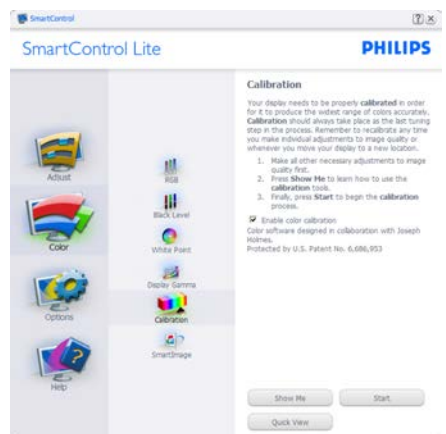 SmartControl
SmartControl Lite
PHILIPS
Adjust
Color
Options
Help
RGB
Black Level
White Point
Display Gamma
Calibration
SmartImage
Calibration
Your display needs to be properly calibrated in order
for it to produce the widest range of colors accurately.
Calibration should always take place as the last tuning
step in the process. Remember to recalibrate any time
you make individual adjustments to image quality or
whenever you move your display to a new location.
1. Make all other necessary adjustments to image
quality first.
2. Press Show Me to learn how to use the
calibration tools.
3. Finally, press Start to begin the calibration
process.
Enable color calibration
Color software designed in collaboration with Joseph
Holmes.
Protected by U.S. Patent No. 6,686,953
Show Me
Start
Quick View